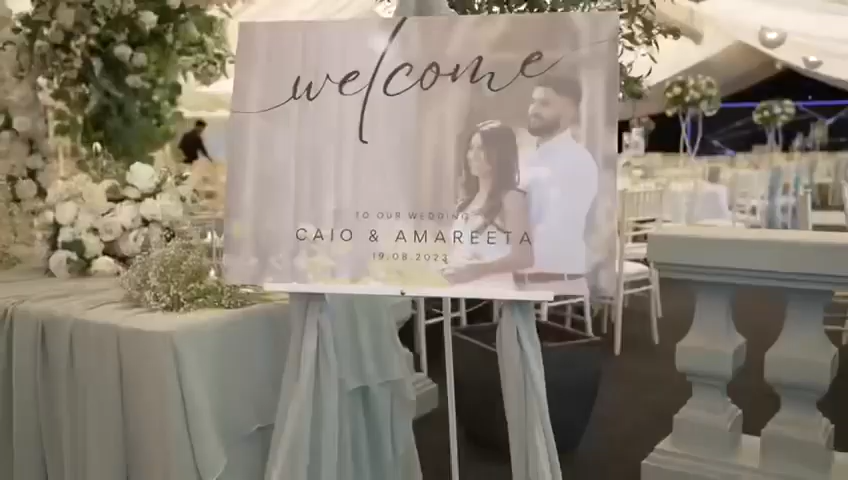 welcome
TO OUR WEDDING
CAIO & AMAREETA
19.08.2023